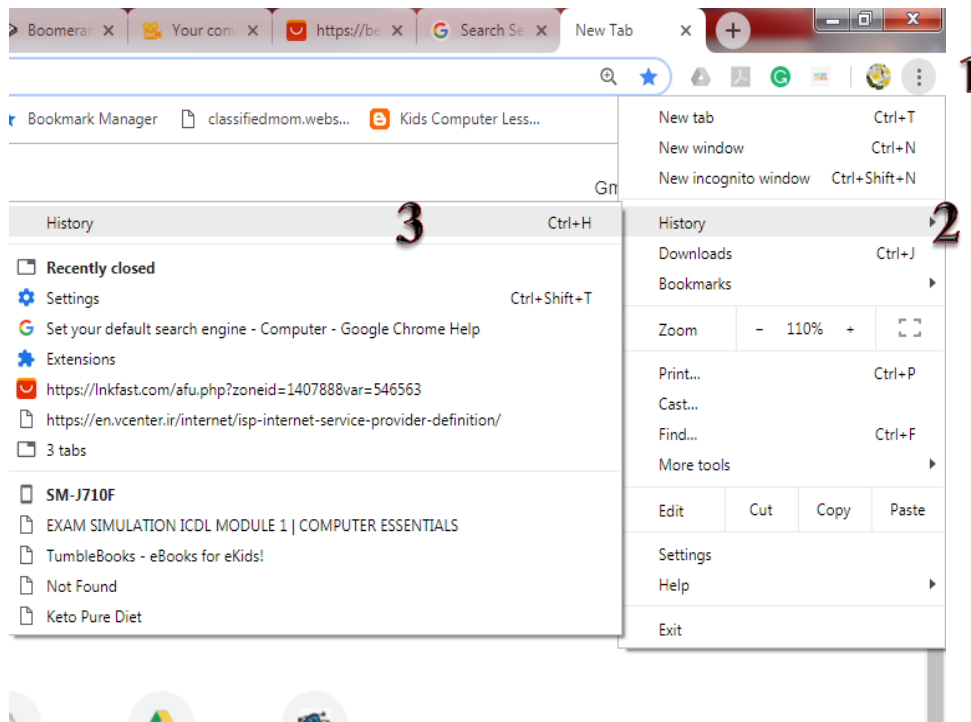 Boomeran
Your conv
https://be
Search Se
New Tab
1
Bookmark Manager
classifiedmom.webs...
Kids Computer Less...
Gm
New tab Ctrl+T
New window Ctrl+N
New incognito window Ctrl+Shift+N
History 2
Downloads Ctrl+J
Bookmarks
Zoom - 110% +
Print... Ctrl+P
Cast...
Find... Ctrl+F
More tools
Edit Cut Copy Paste
Settings
Help
Exit
History 3 Ctrl+H
Recently closed
Settings Ctrl+Shift+T
Set your default search engine - Computer - Google Chrome Help
Extensions
https://lnkfast.com/afu.php?zoneid=1407888var=546563
https://en.vcenter.ir/internet/isp-internet-service-provider-definition/
3 tabs
SM-J710F
EXAM SIMULATION ICDL MODULE 1 | COMPUTER ESSENTIALS
TumbleBooks - eBooks for eKids!
Not Found
Keto Pure Diet